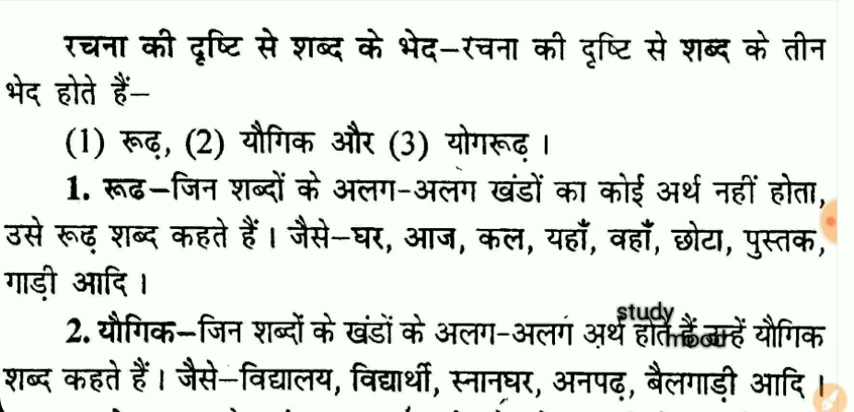 रचना की दृष्टि से शब्द के भेद–रचना की दृष्टि से शब्द के तीन
भेद होते हैं–
(1) रूढ़, (2) यौगिक और (3) योगरूढ़ ।
1. रूढ–जिन शब्दों के अलग-अलग खंडों का कोई अर्थ नहीं होता,
उसे रूढ़ शब्द कहते हैं । जैसे–घर, आज, कल, यहाँ, वहाँ, छोटा, पुस्तक,
गाड़ी आदि ।
study
2. यौगिक–जिन शब्दों के खंडों के अलग-अलग अर्थ होते हैं उन्हें यौगिक
mood
शब्द कहते हैं । जैसे–विद्यालय, विद्यार्थी, स्नानघर, अनपढ़, बैलगाड़ी आदि ।